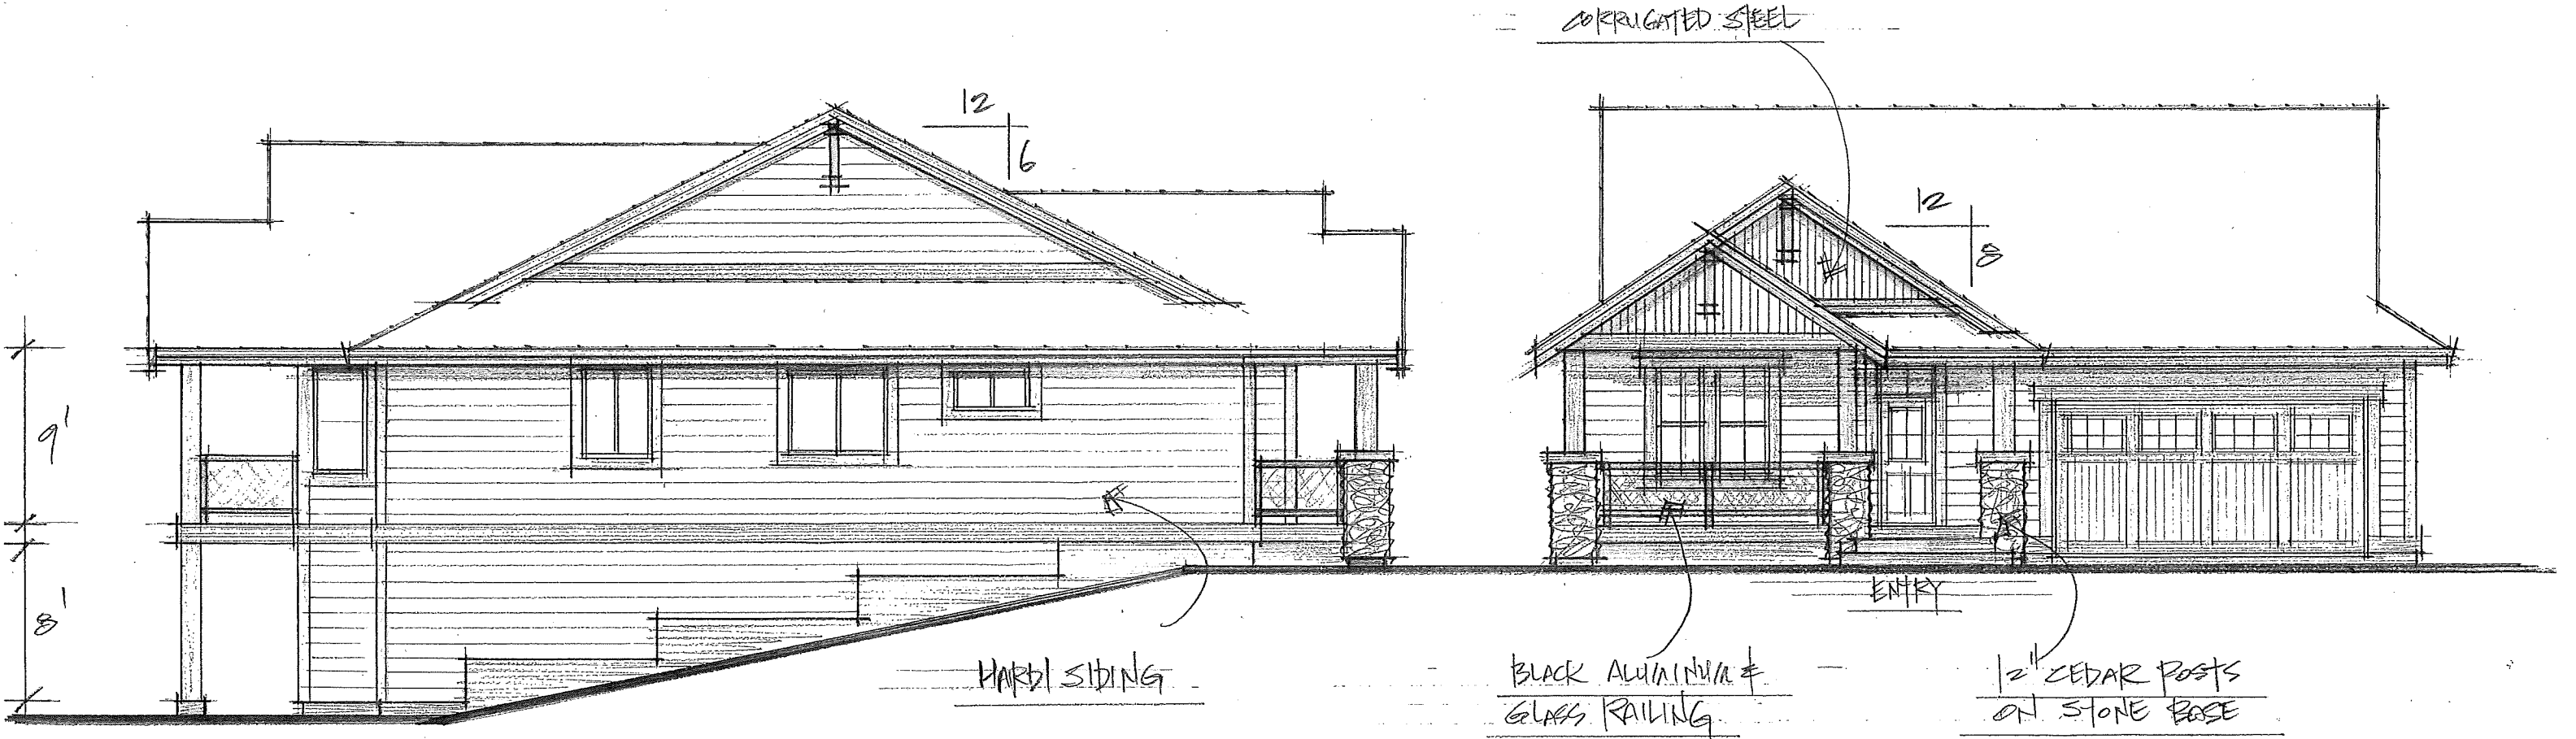 CORRUGATED STEEL
12
6
12
8
9'
8'
ENTRY
HARDI SIDING
BLACK ALUMINUM &
GLASS RAILING
12" CEDAR POSTS
ON STONE BASE